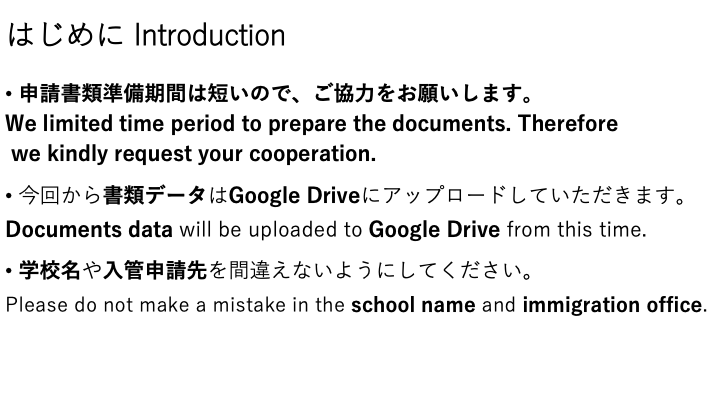 はじめに Introduction
• 申請書類準備期間は短いので、ご協力をお願いします。
We limited time period to prepare the documents. Therefore
we kindly request your cooperation.
• 今回から書類データはGoogle Driveにアップロードしていただきます。
Documents data will be uploaded to Google Drive from this time.
• 学校名や入管申請先を間違えないようにしてください。
Please do not make a mistake in the school name and immigration office.